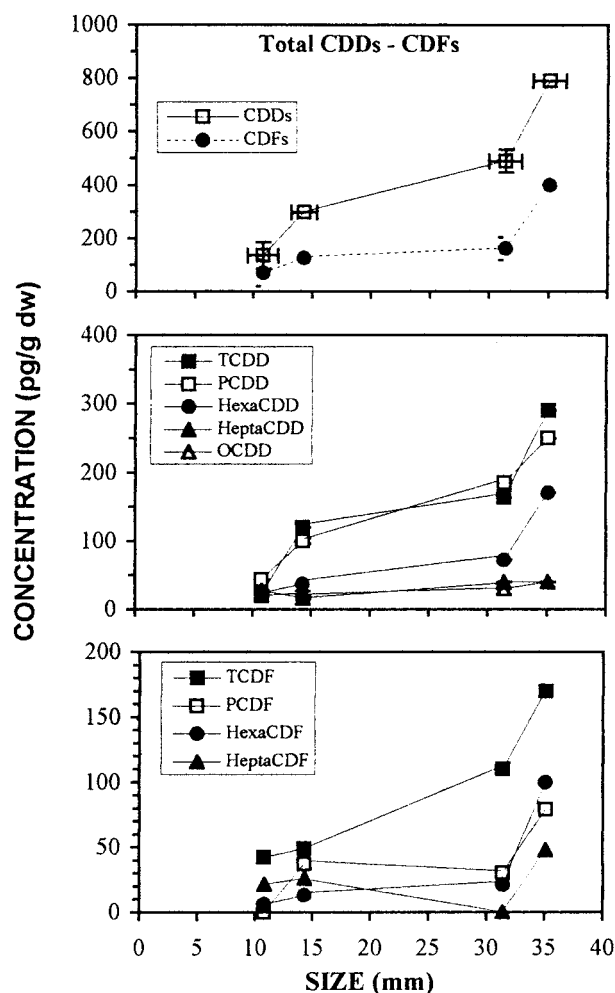 Total CDDs - CDFs
CDDs
CDFs
1000
800
600
400
200
0
TCDD
PCDD
HexaCDD
HeptaCDD
OCDD
400
300
200
100
0
TCDF
PCDF
HexaCDF
HeptaCDF
200
150
100
50
0
0 5 10 15 20 25 30 35 40
SIZE (mm)
CONCENTRATION (pg/g dw)